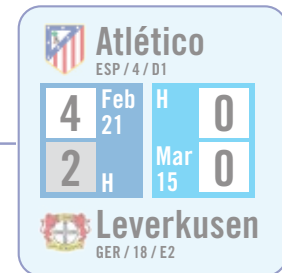 Atlético
ESP / 4 / D1
4 Feb 21 H 0
2 H Mar 15 0
Leverkusen
GER / 18 / E2